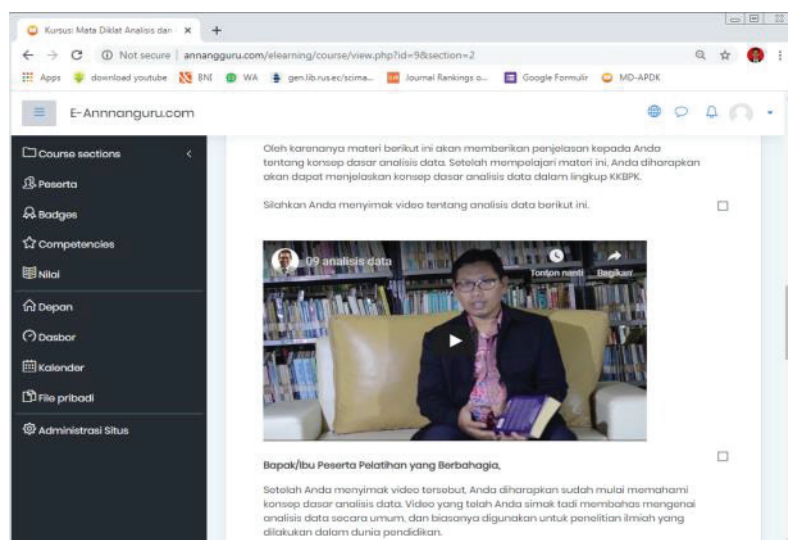 Kursus: Mata Diklat Analisis dan
Not secure | annangguru.com/elearning/course/view.php?id=9&section=2
Apps download youtube BNI WA gen.lib.rus.ec/scima... Journal Rankings o... Google Formulir MD-APDK
E-Annnanguru.com
Course sections
Peserta
Badges
Competencies
Nilai
Depan
Dasbor
Kalender
File pribadi
Administrasi Situs
Oleh karenanya materi berikut ini akan memberikan penjelasan kepada Anda
tentang konsep dasar analisis data. Setelah mempelajari materi ini, Anda diharapkan
akan dapat menjelaskan konsep dasar analisis data dalam lingkup KKBPK.
Silahkan Anda menyimak video tentang analisis data berikut ini.
09 analisis data
Tonton nanti Bagikan
Bapak/Ibu Peserta Pelatihan yang Berbahagia,
Setelah Anda menyimak video tersebut, Anda diharapkan sudah mulai memahami
konsep dasar analisis data. Video yang telah Anda simak tadi membahas mengenai
analisis data secara umum, dan biasanya digunakan untuk penelitian ilmiah yang
dilakukan dalam dunia pendidikan.